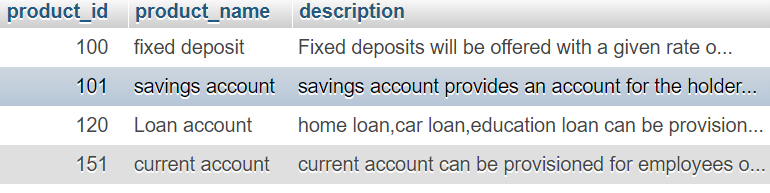 product_id product_name description
100 fixed deposit Fixed deposits will be offered with a given rate o...
101 savings account savings account provides an account for the holder...
120 Loan account home loan,car loan,education loan can be provision...
151 current account current account can be provisioned for employees o...